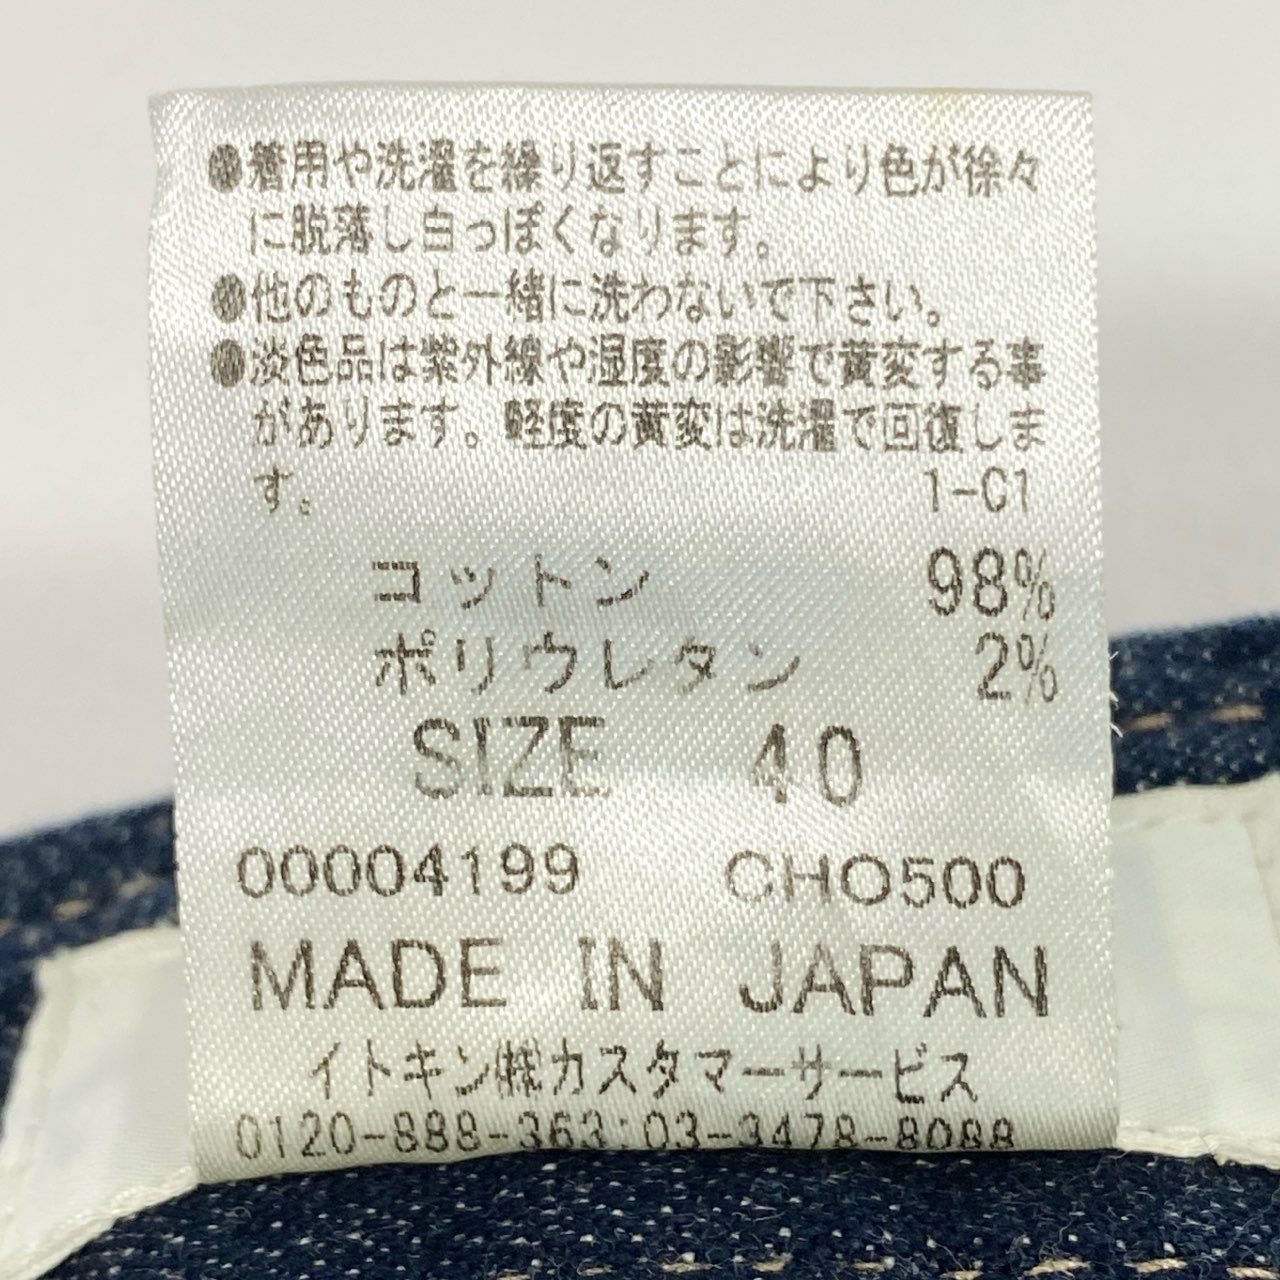 ●着用や洗濯を繰り返すことにより色が徐々
に脱落し白っぽくなります。
●他のものと一緒に洗わないで下さい。
●淡色品は紫外線や湿度の影響で黄変する事
があります。軽度の黄変は洗濯で回復しま
す。 1-C1
コットン 98%
ポリウレタン 2%
SIZE 40
00004199 CHO500
MADE IN JAPAN
イトキン㈱カスタマーサービス
0120-888-363:03-3478-8088